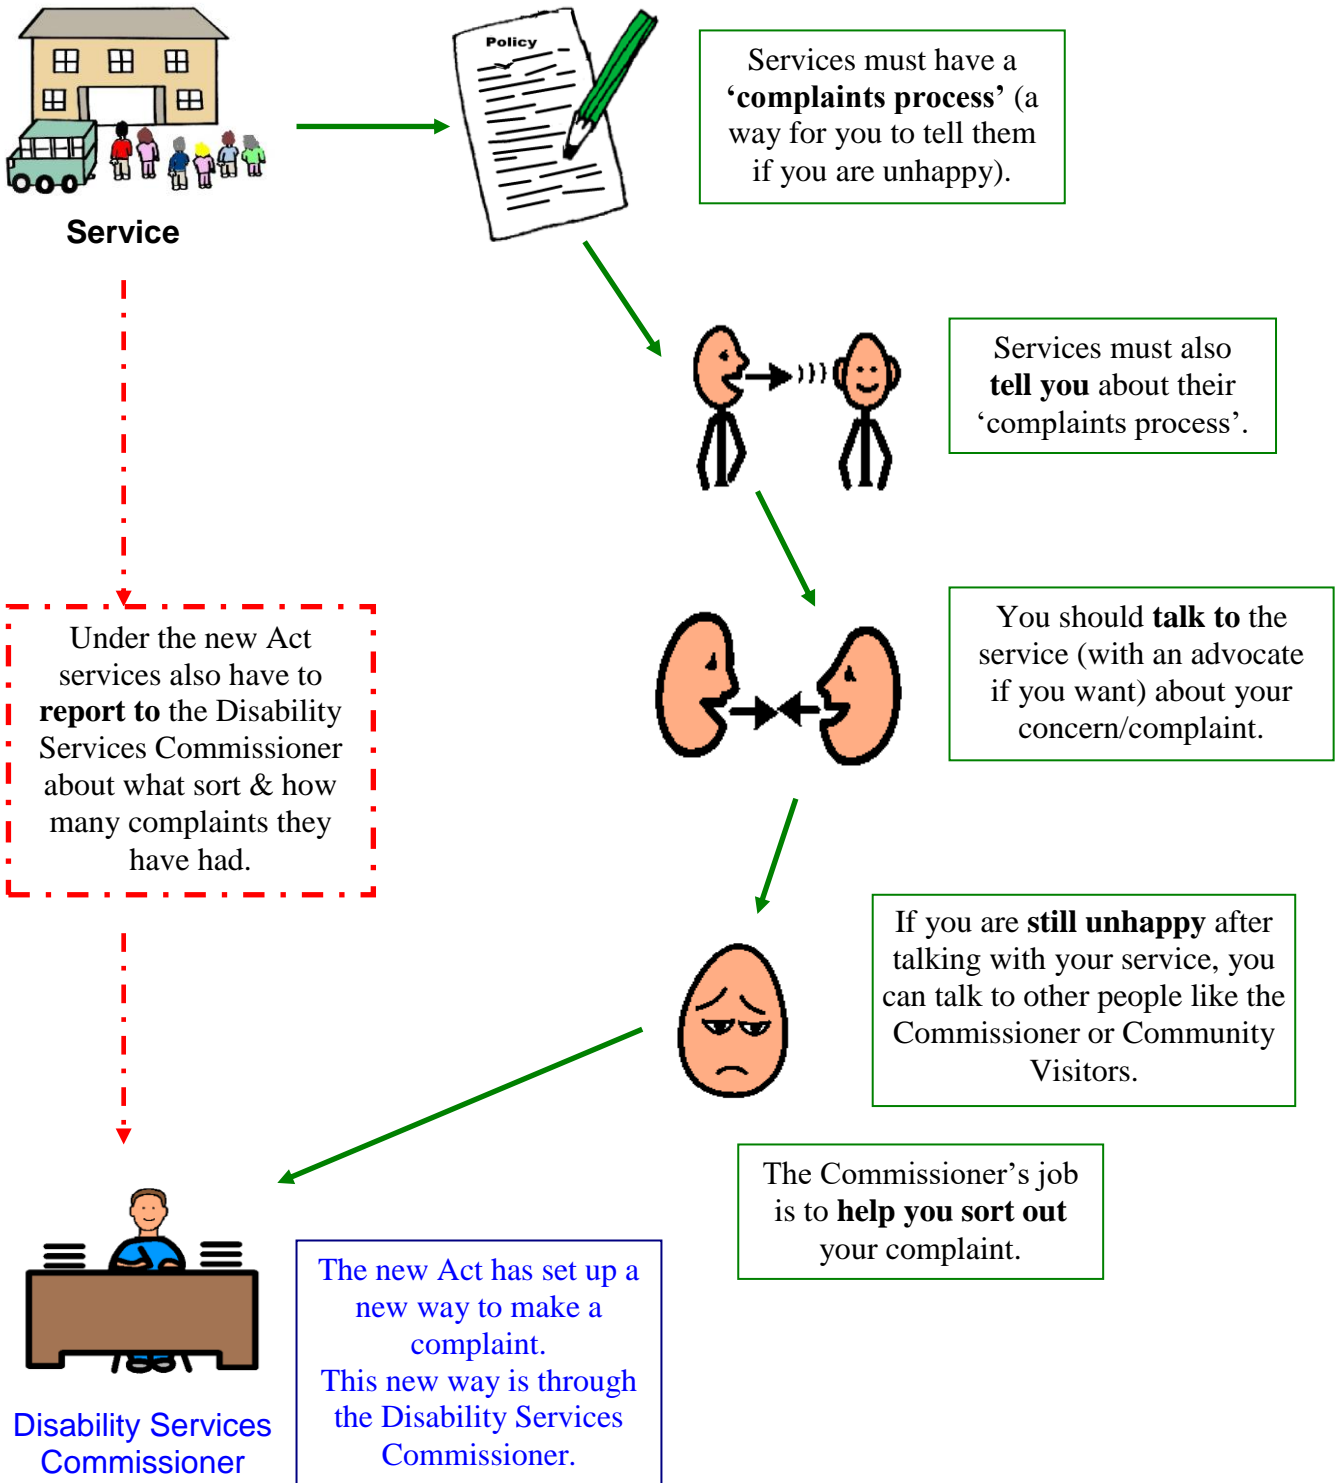 Policy
Services must have a
‘complaints process’ (a
way for you to tell them
if you are unhappy).
Service
Services must also
tell you about their
‘complaints process’.
You should talk to the
service (with an advocate
if you want) about your
concern/complaint.
Under the new Act
services also have to
report to the Disability
Services Commissioner
about what sort & how
many complaints they
have had.
If you are still unhappy after
talking with your service, you
can talk to other people like the
Commissioner or Community
Visitors.
The Commissioner’s job
is to help you sort out
your complaint.
The new Act has set up a
new way to make a
complaint.
This new way is through
the Disability Services
Commissioner.
Disability Services
Commissioner